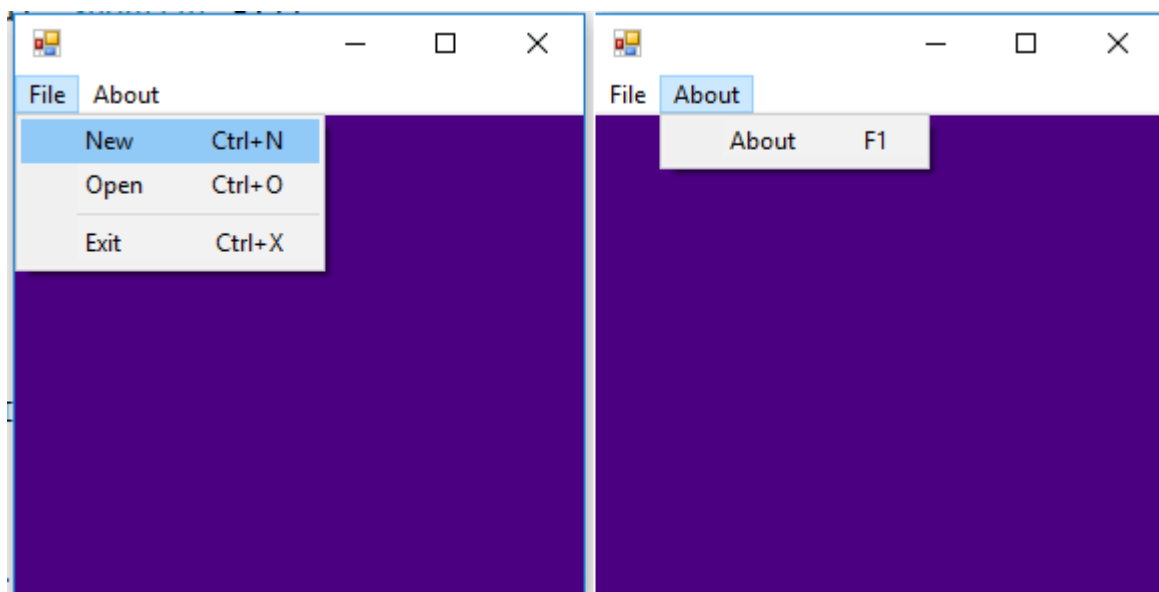 File About
New Ctrl+N
Open Ctrl+O
Exit Ctrl+X
File About
About F1